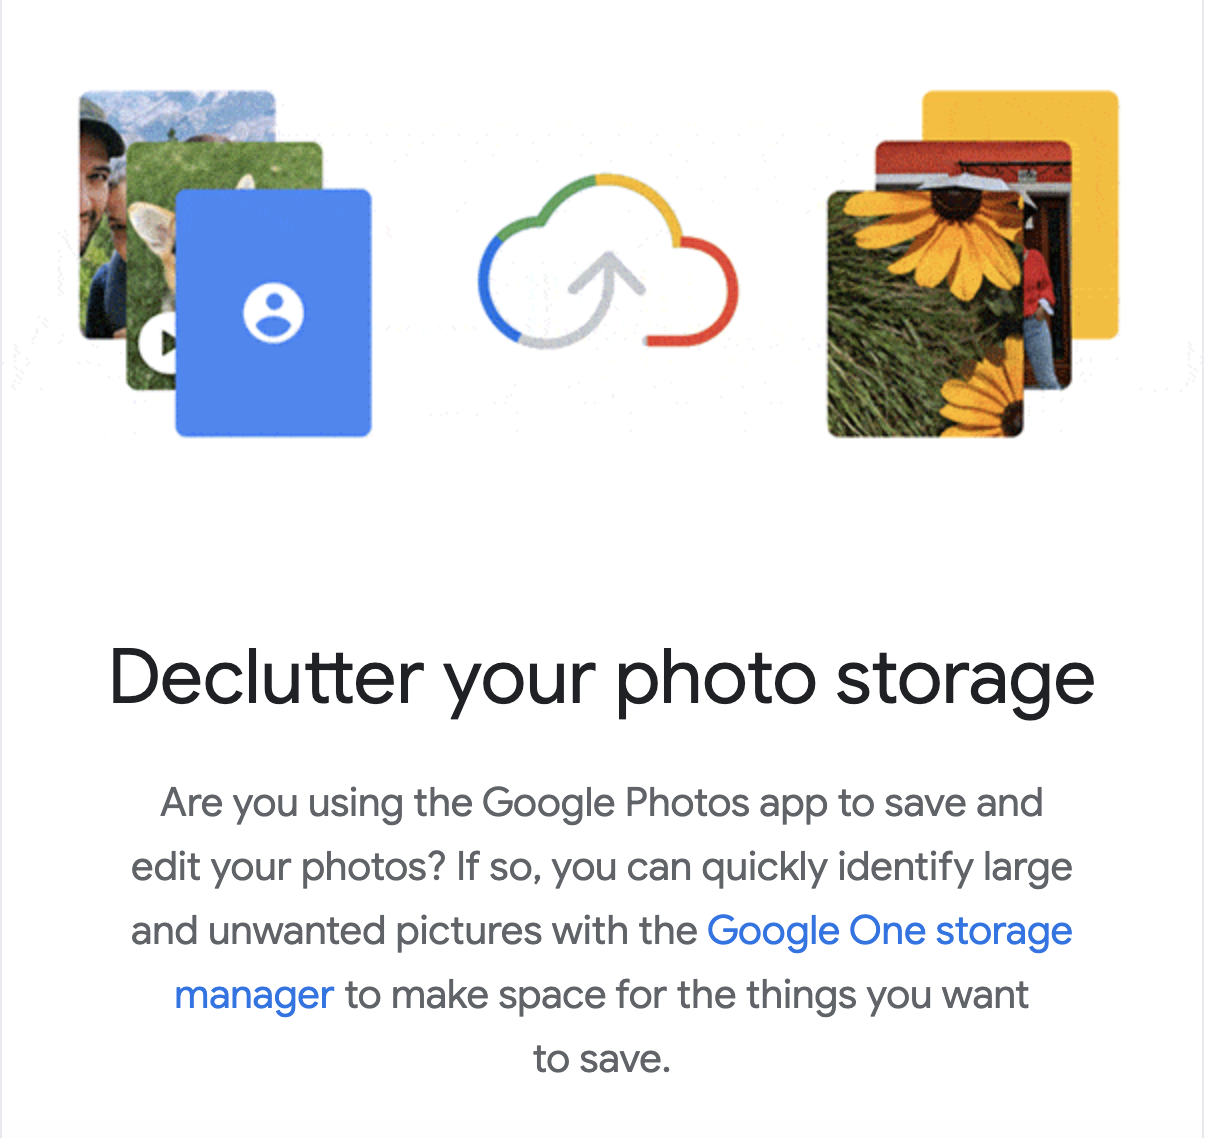 Declutter your photo storage
Are you using the Google Photos app to save and
edit your photos? If so, you can quickly identify large
and unwanted pictures with the Google One storage
manager to make space for the things you want
to save.